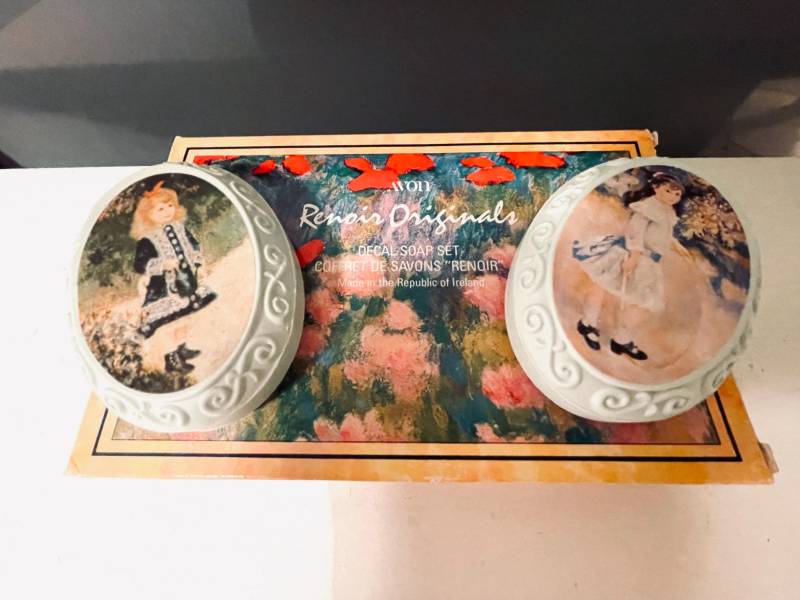 AVON
Renoir Originals
DECAL SOAP SET
COFFRET DE SAVONS "RENOIR"
Made in the Republic of Ireland